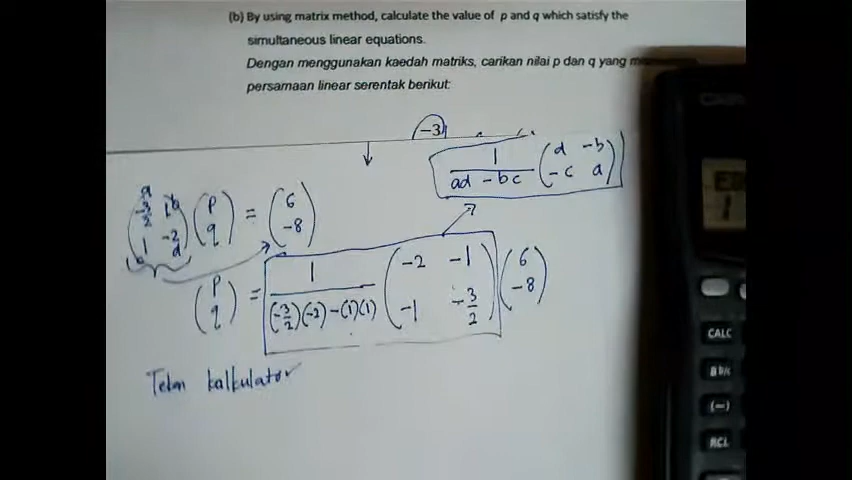 (b) By using matrix method, calculate the value of p and q which satisfy the
simultaneous linear equations.
Dengan menggunakan kaedah matriks, carikan nilai p dan q yang
persamaan linear serentak berikut:
-3
1/(ad - bc) (d -b; -c a)
a b
(-3/2 1; 1 -2) (p; q) = (6; -8)
d
(p; q) = 1/((-3/2)(-2) - (1)(1)) (-2 -1; -1 -3/2) (6; -8)
Tekan kalkulator
CALC
a b/c
(-)
RCL